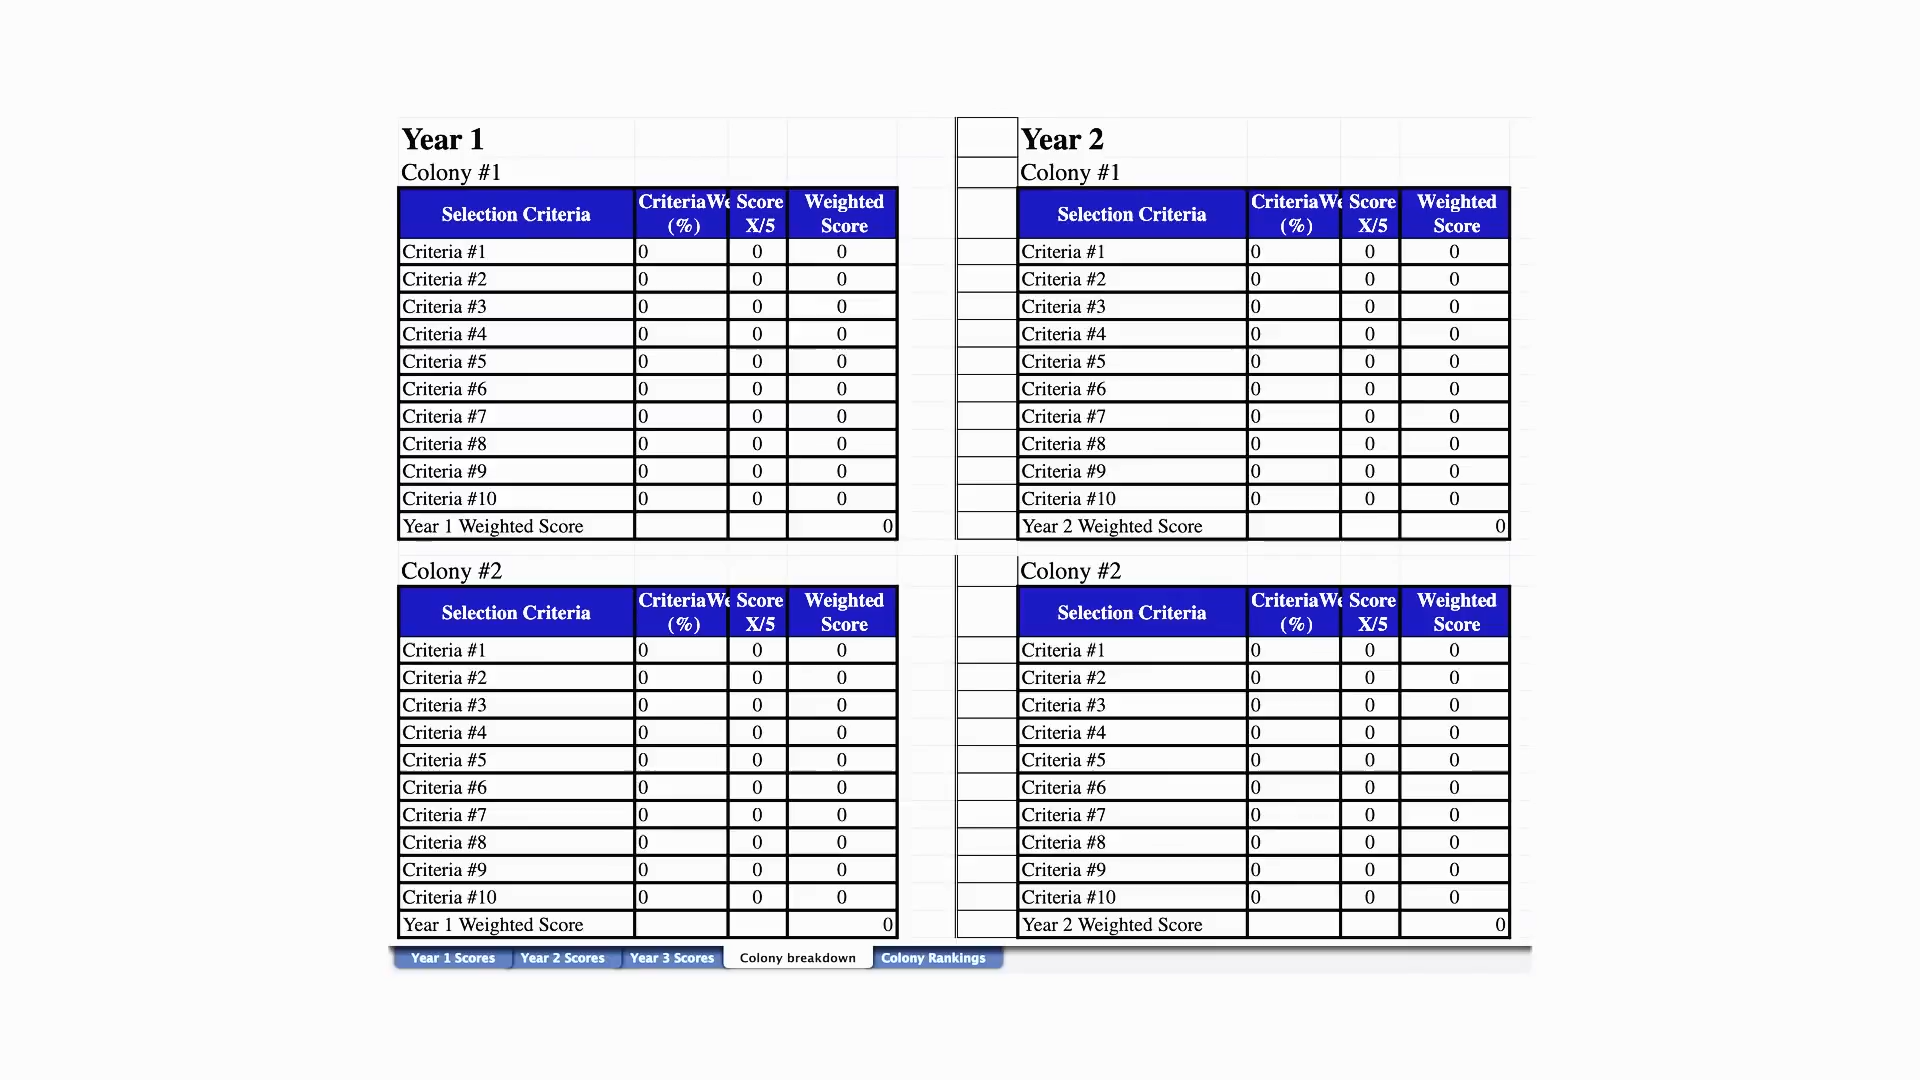 Year 1
Colony #1
Selection Criteria CriteriaWe (%) Score X/5 Weighted Score
Criteria #1 0 0 0
Criteria #2 0 0 0
Criteria #3 0 0 0
Criteria #4 0 0 0
Criteria #5 0 0 0
Criteria #6 0 0 0
Criteria #7 0 0 0
Criteria #8 0 0 0
Criteria #9 0 0 0
Criteria #10 0 0 0
Year 1 Weighted Score 0
Year 2
Colony #1
Selection Criteria CriteriaWe (%) Score X/5 Weighted Score
Criteria #1 0 0 0
Criteria #2 0 0 0
Criteria #3 0 0 0
Criteria #4 0 0 0
Criteria #5 0 0 0
Criteria #6 0 0 0
Criteria #7 0 0 0
Criteria #8 0 0 0
Criteria #9 0 0 0
Criteria #10 0 0 0
Year 2 Weighted Score 0
Colony #2
Selection Criteria CriteriaWe (%) Score X/5 Weighted Score
Criteria #1 0 0 0
Criteria #2 0 0 0
Criteria #3 0 0 0
Criteria #4 0 0 0
Criteria #5 0 0 0
Criteria #6 0 0 0
Criteria #7 0 0 0
Criteria #8 0 0 0
Criteria #9 0 0 0
Criteria #10 0 0 0
Year 1 Weighted Score 0
Colony #2
Selection Criteria CriteriaWe (%) Score X/5 Weighted Score
Criteria #1 0 0 0
Criteria #2 0 0 0
Criteria #3 0 0 0
Criteria #4 0 0 0
Criteria #5 0 0 0
Criteria #6 0 0 0
Criteria #7 0 0 0
Criteria #8 0 0 0
Criteria #9 0 0 0
Criteria #10 0 0 0
Year 2 Weighted Score 0
Year 1 Scores Year 2 Scores Year 3 Scores Colony breakdown Colony Rankings